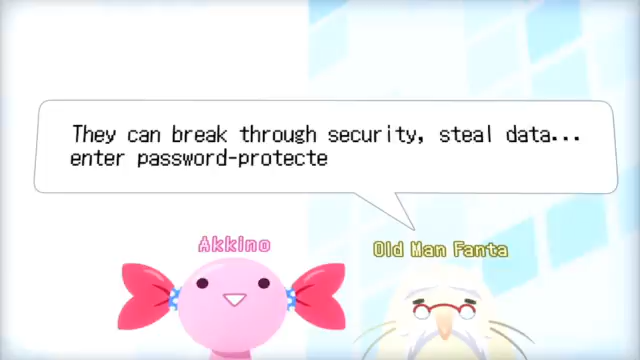 They can break through security, steal data...
enter password-protecte
Akkino
Old Man Fanta